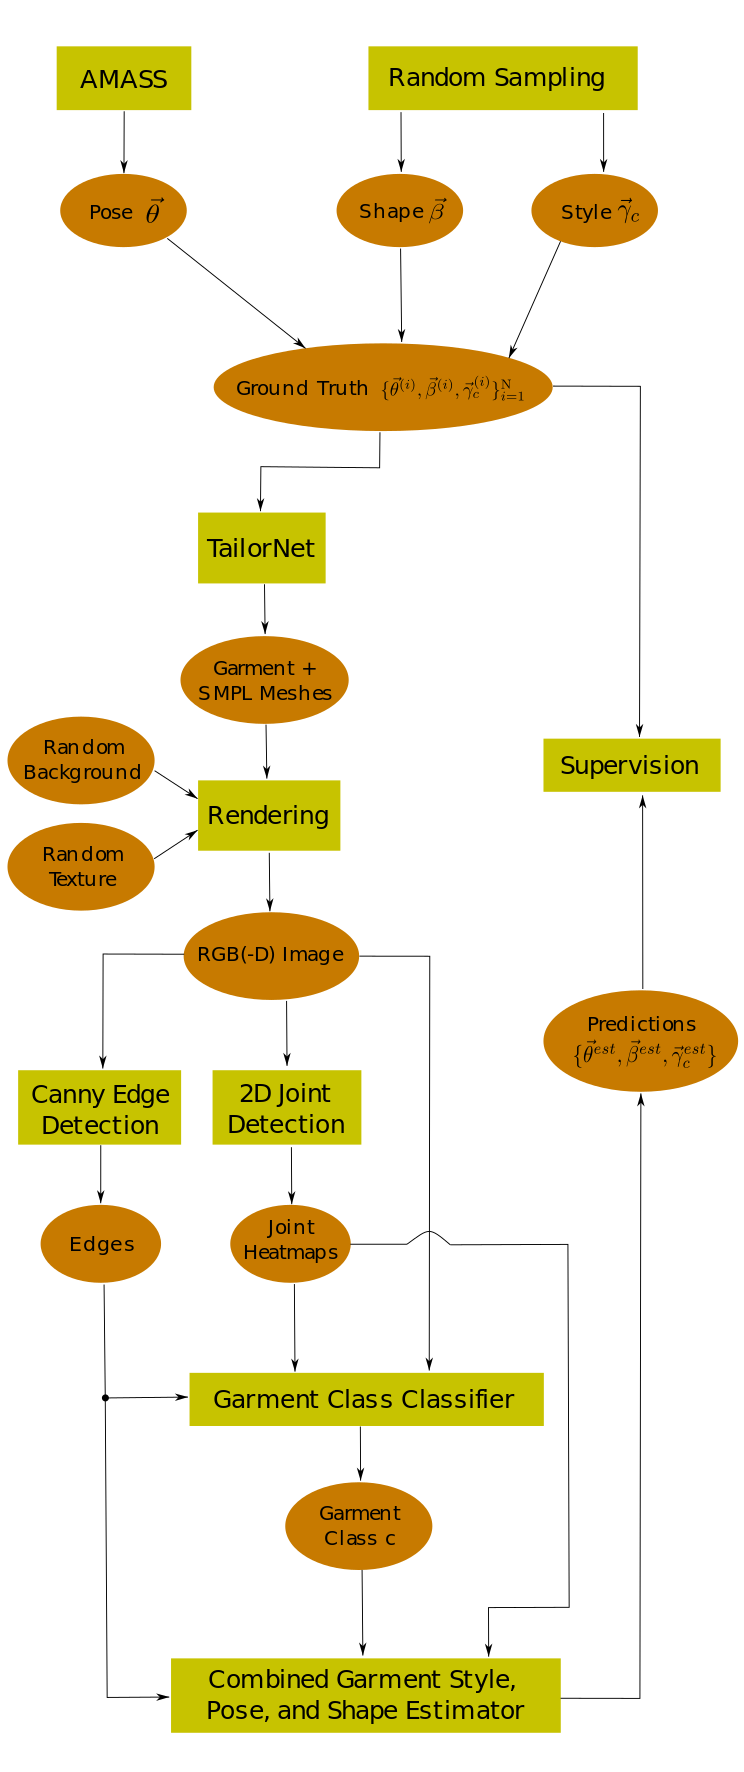 AMASS
Random Sampling
Pose $\vec{\theta}$
Shape $\vec{\beta}$
Style $\vec{\gamma}_c$
Ground Truth $\{\vec{\theta}^{(i)}, \vec{\beta}^{(i)}, \vec{\gamma}_c^{(i)}\}_{i=1}^{\mathrm{N}}$
TailorNet
Garment +
SMPL Meshes
Random
Background
Supervision
Rendering
Random
Texture
RGB(-D) Image
Predictions
$\{\vec{\theta}^{est}, \vec{\beta}^{est}, \vec{\gamma}_c^{est}\}$
Canny Edge
Detection
2D Joint
Detection
Edges
Joint
Heatmaps
Garment Class Classifier
Garment
Class c
Combined Garment Style,
Pose, and Shape Estimator